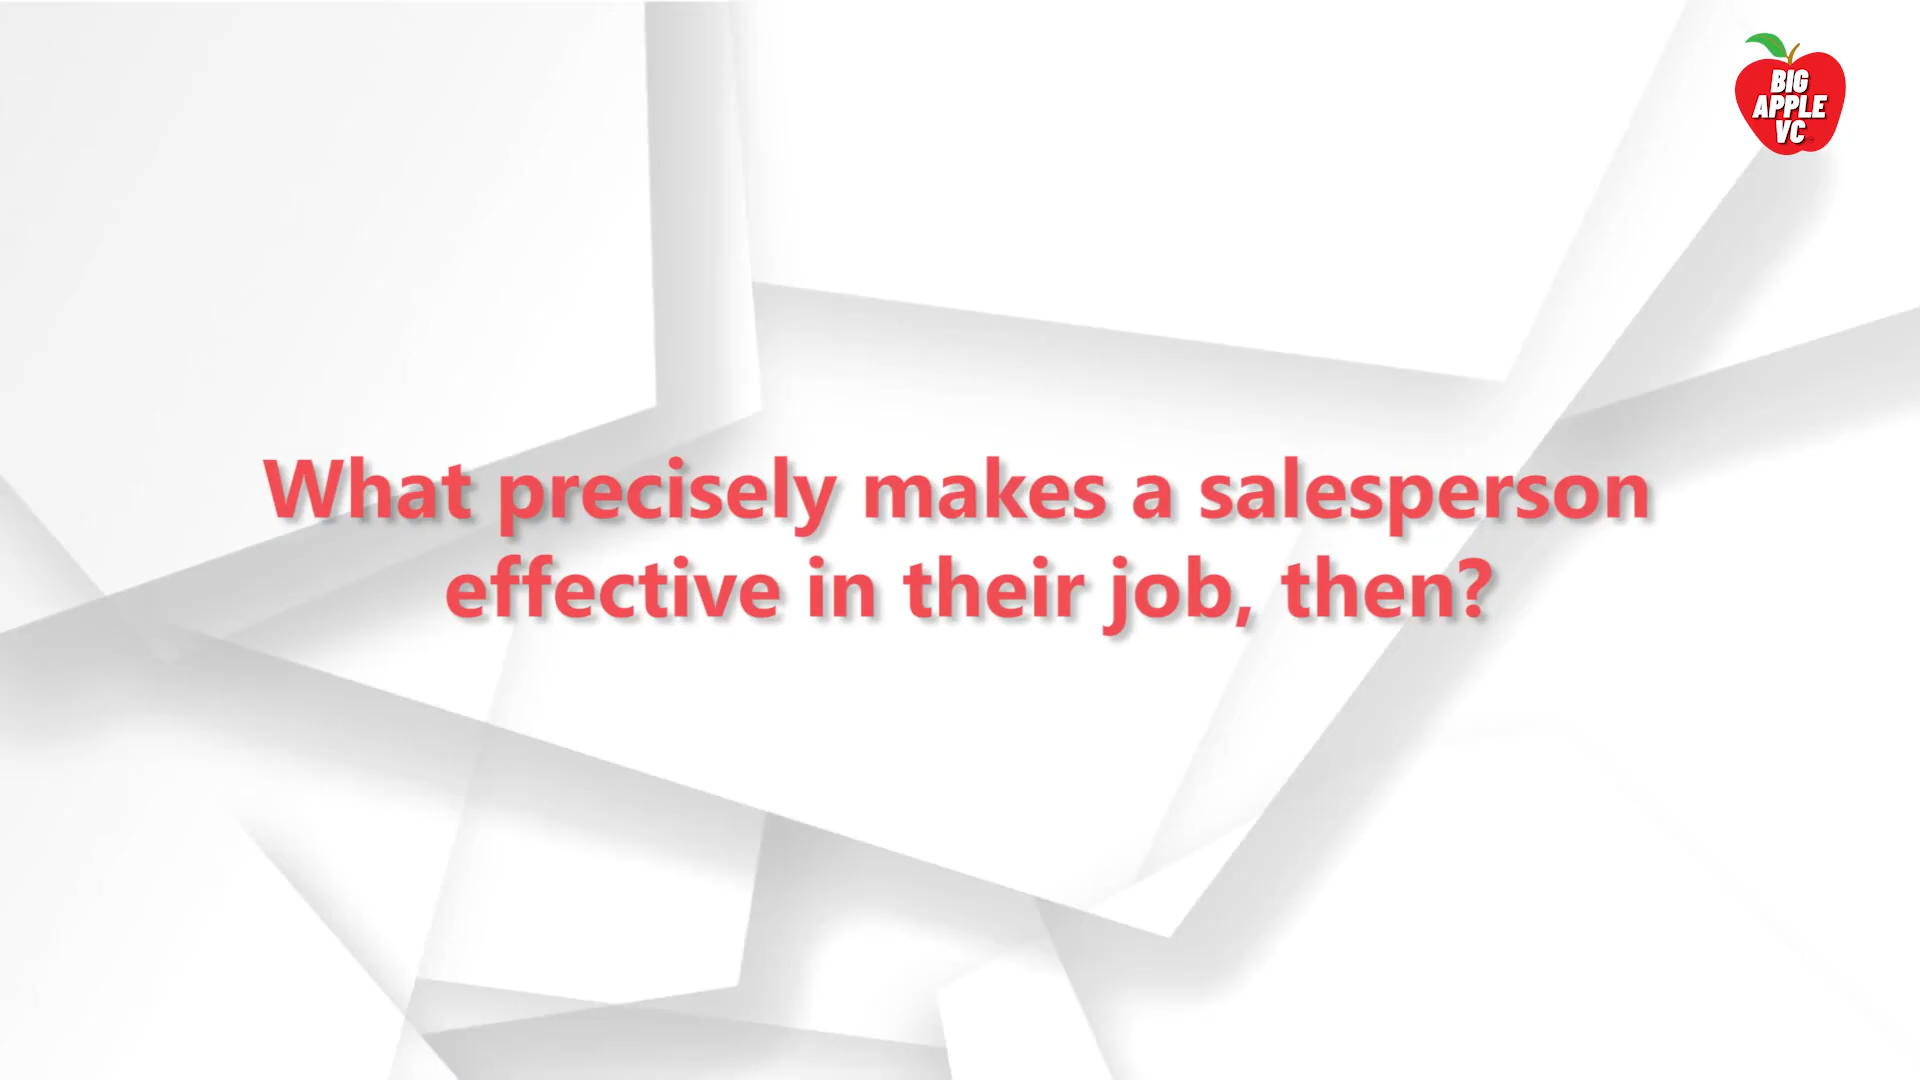 BIG
APPLE
VC
What precisely makes a salesperson
effective in their job, then?